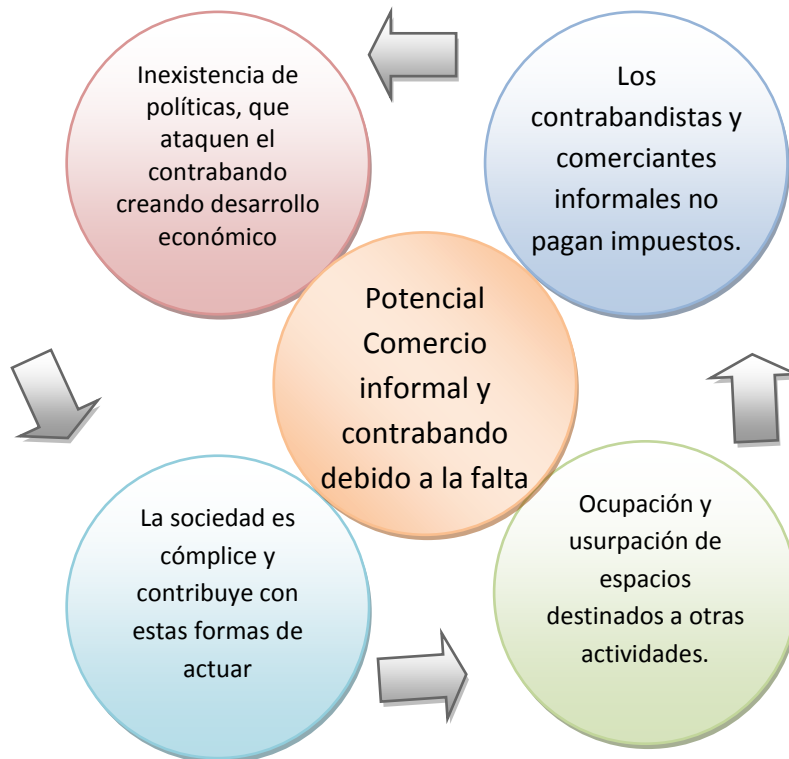 Inexistencia de
políticas, que
ataquen el
contrabando
creando desarrollo
económico
Los
contrabandistas y
comerciantes
informales no
pagan impuestos.
Potencial
Comercio
informal y
contrabando
debido a la falta
La sociedad es
cómplice y
contribuye con
estas formas de
actuar
Ocupación y
usurpación de
espacios
destinados a otras
actividades.